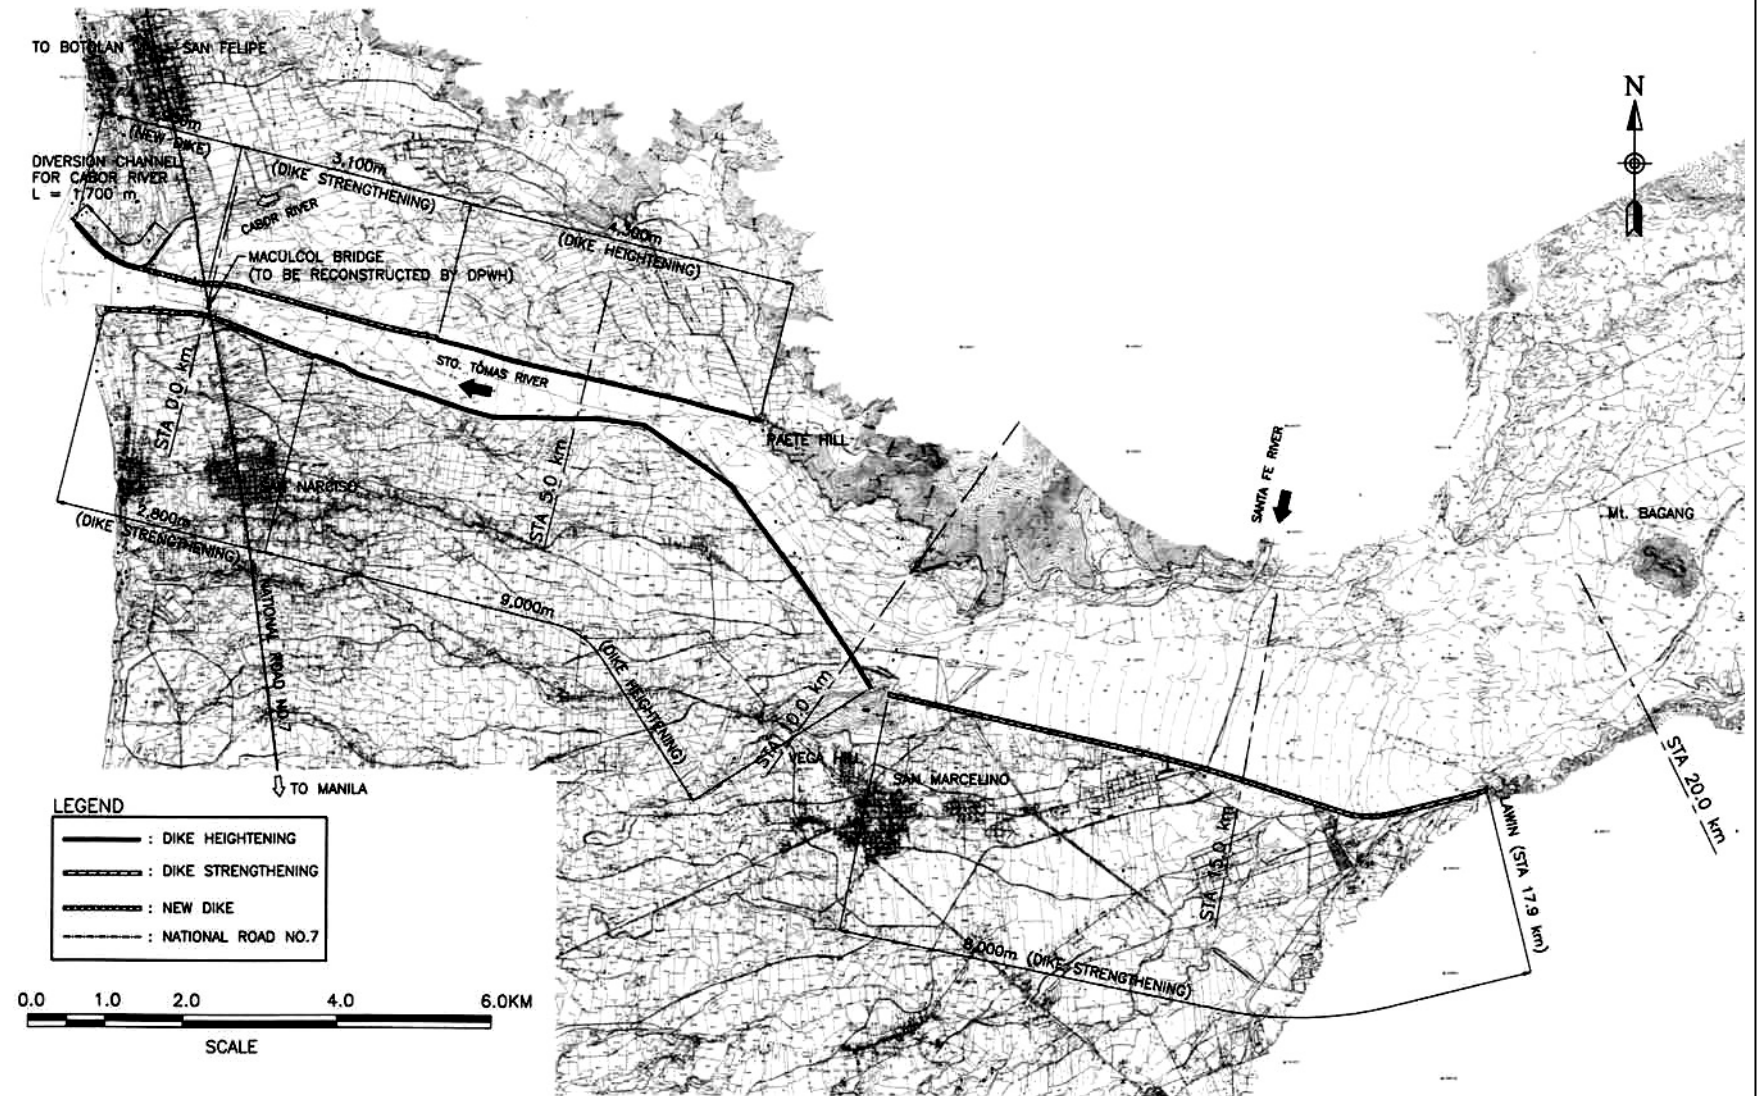 TO BOTOLAN
SAN FELIPE
(NEW DIKE)
DIVERSION CHANNEL
FOR CABOR RIVER
L = 1,700 m
3,100m
(DIKE STRENGTHENING)
CABOR RIVER
4,300m
(DIKE HEIGHTENING)
MACULCOL BRIDGE
(TO BE RECONSTRUCTED BY DPWH)
N
STO. TOMAS RIVER
STA 0.0 km
STA 5.0 km
PAETE HILL
SANTA FE RIVER
Mt. BAGANG
SAN NARCISO
2,800m
(DIKE STRENGTHENING)
9,000m
(DIKE HEIGHTENING)
NATIONAL ROAD NO.7
TO MANILA
STA 10.0 km
VEGA HILL
SAN MARCELINO
STA 15.0 km
STA 20.0 km
LAWIN (STA 17.9 km)
8,000m (DIKE STRENGTHENING)
LEGEND
: DIKE HEIGHTENING
: DIKE STRENGTHENING
: NEW DIKE
: NATIONAL ROAD NO.7
0.0 1.0 2.0 4.0 6.0KM
SCALE